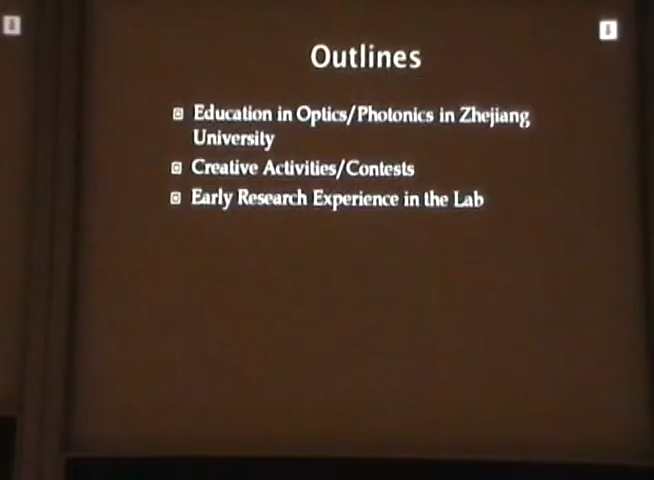 Outlines
Education in Optics/Photonics in Zhejiang
University
Creative Activities/Contests
Early Research Experience in the Lab